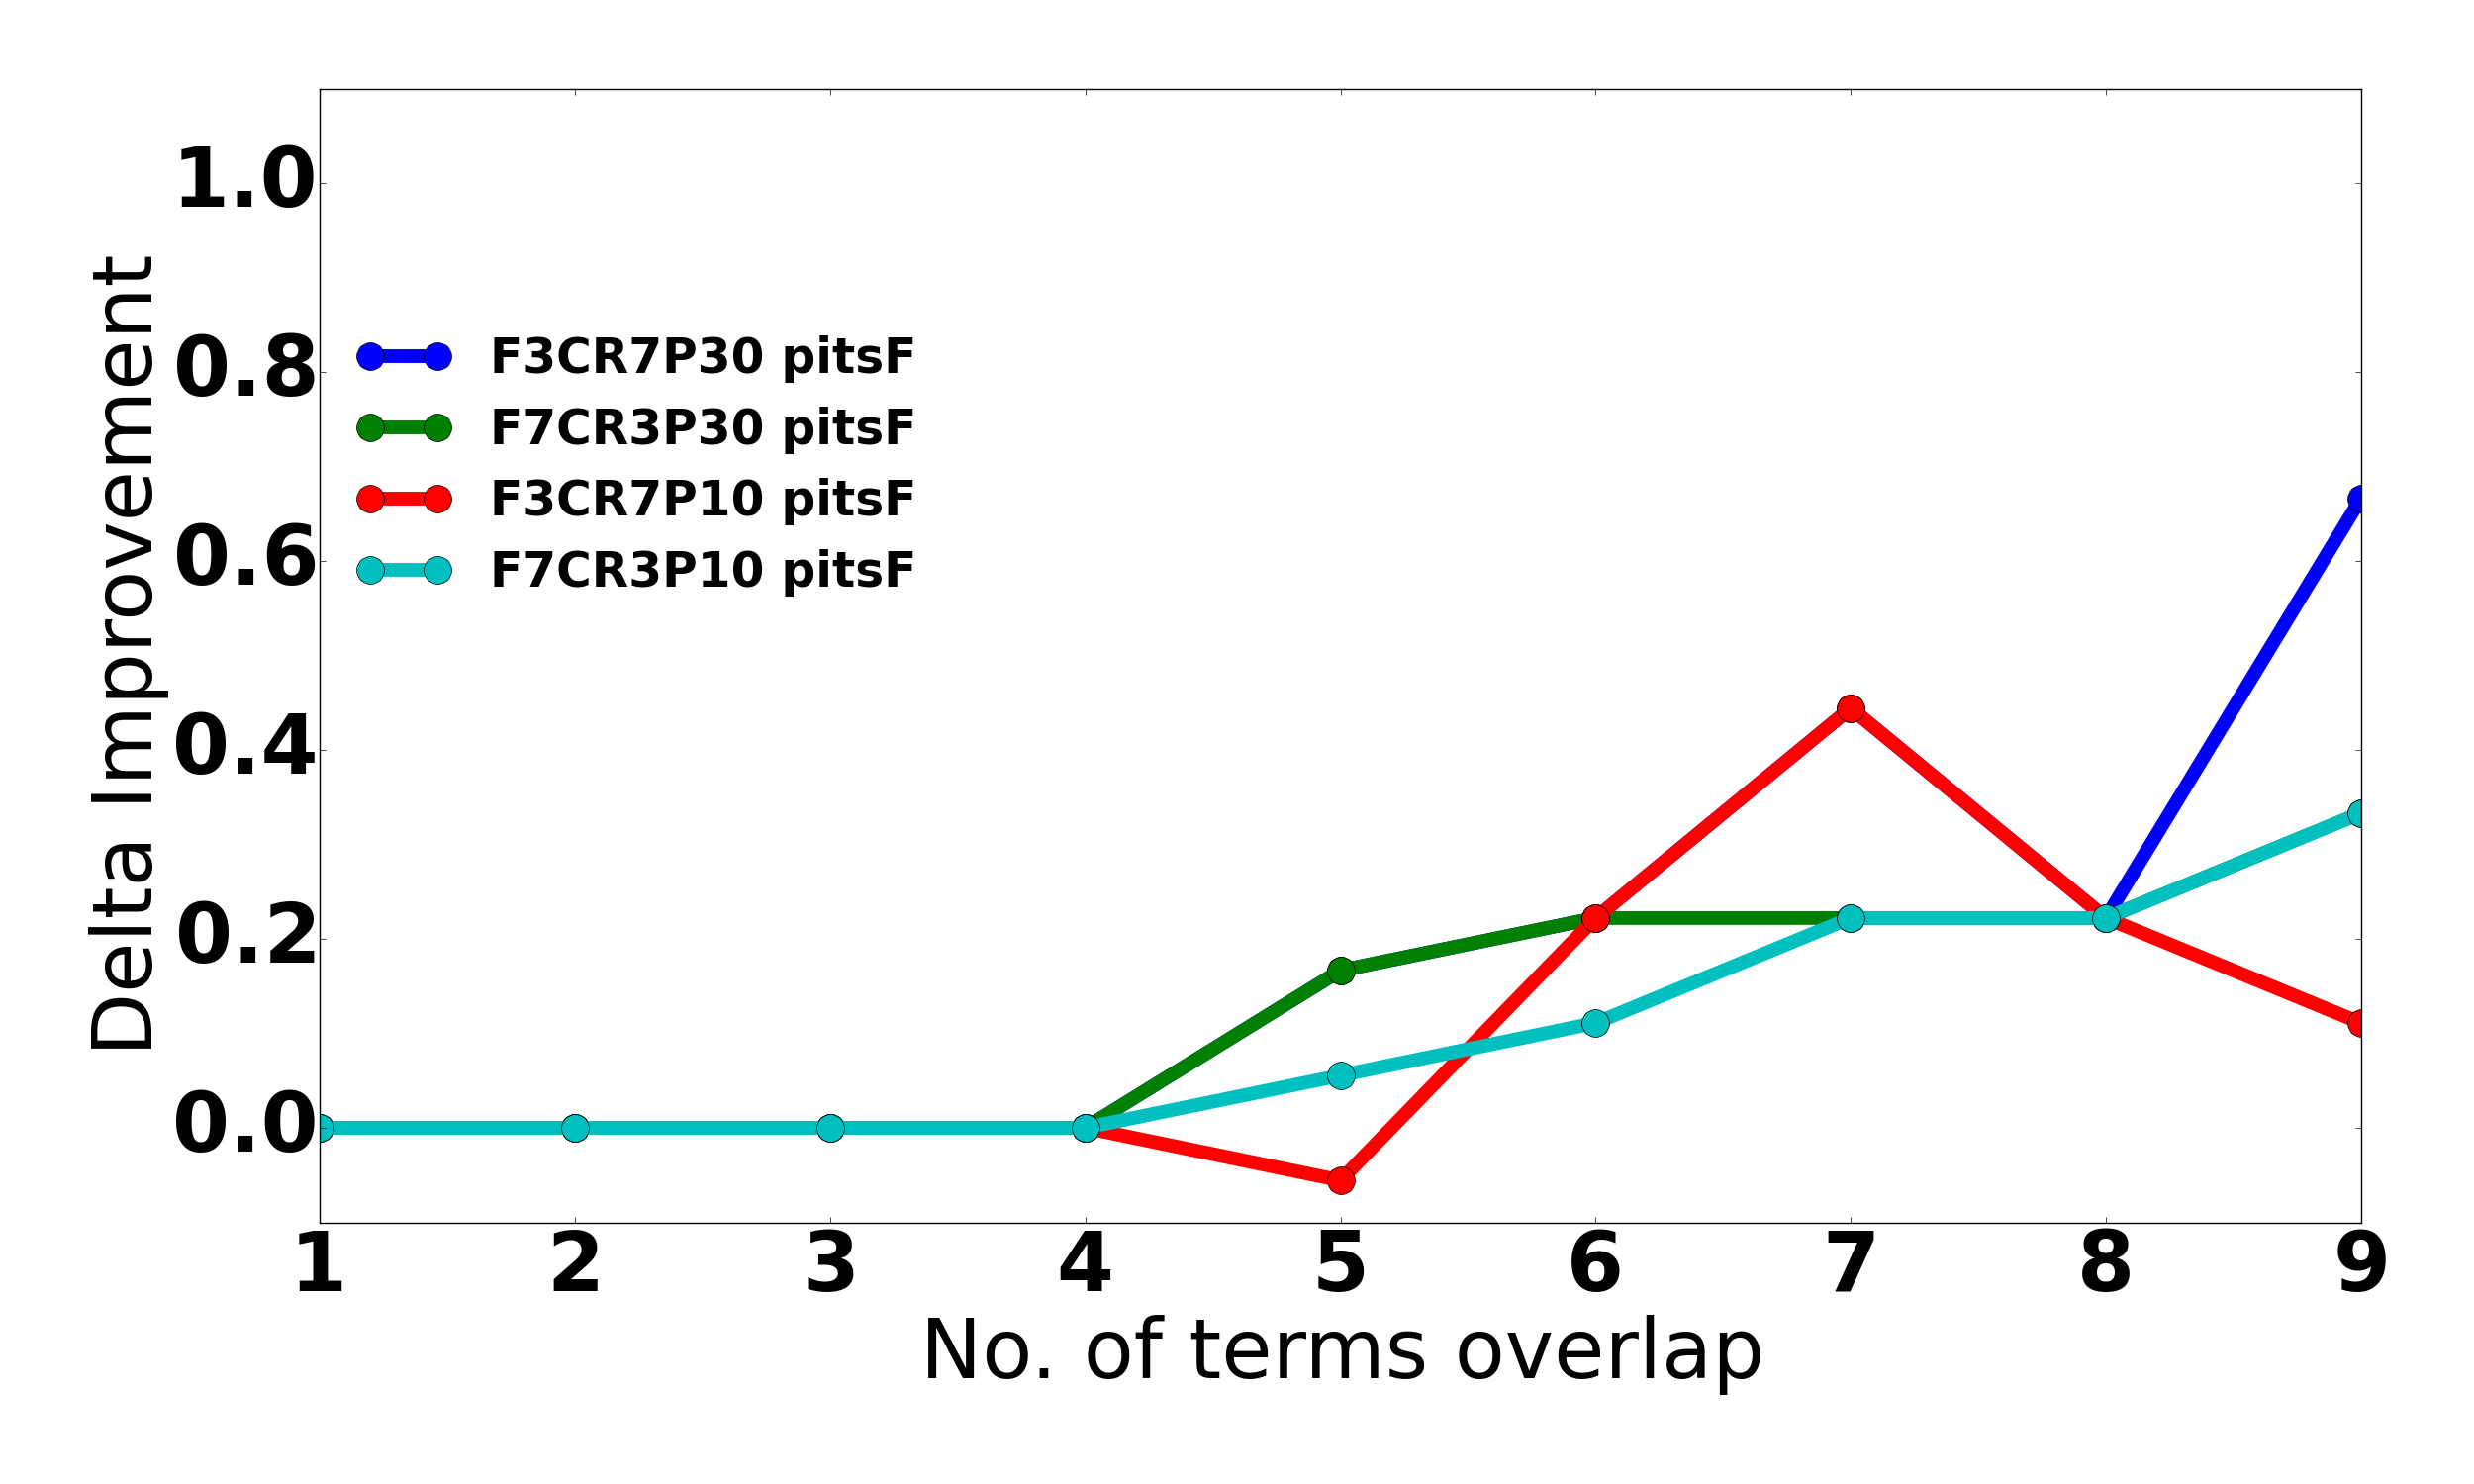 Delta Improvement
1.0
0.8
0.6
0.4
0.2
0.0
F3CR7P30 pitsF
F7CR3P30 pitsF
F3CR7P10 pitsF
F7CR3P10 pitsF
1 2 3 4 5 6 7 8 9
No. of terms overlap